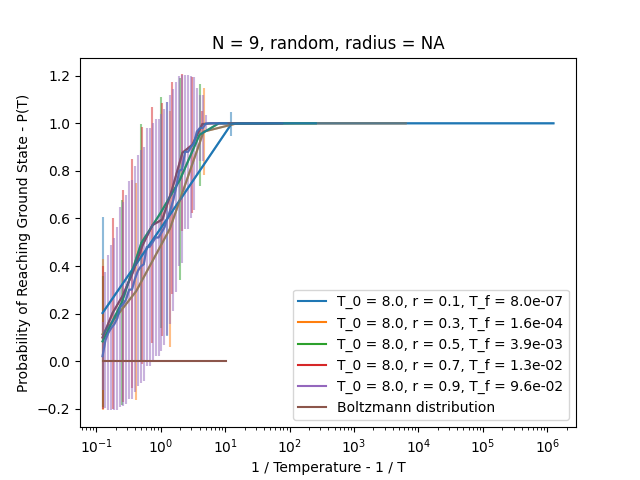 N = 9, random, radius = NA
Probability of Reaching Ground State - P(T)
1.2
1.0
0.8
0.6
0.4
0.2
0.0
−0.2
T_0 = 8.0, r = 0.1, T_f = 8.0e-07
T_0 = 8.0, r = 0.3, T_f = 1.6e-04
T_0 = 8.0, r = 0.5, T_f = 3.9e-03
T_0 = 8.0, r = 0.7, T_f = 1.3e-02
T_0 = 8.0, r = 0.9, T_f = 9.6e-02
Boltzmann distribution
10⁻¹ 10⁰ 10¹ 10² 10³ 10⁴ 10⁵ 10⁶
1 / Temperature - 1 / T